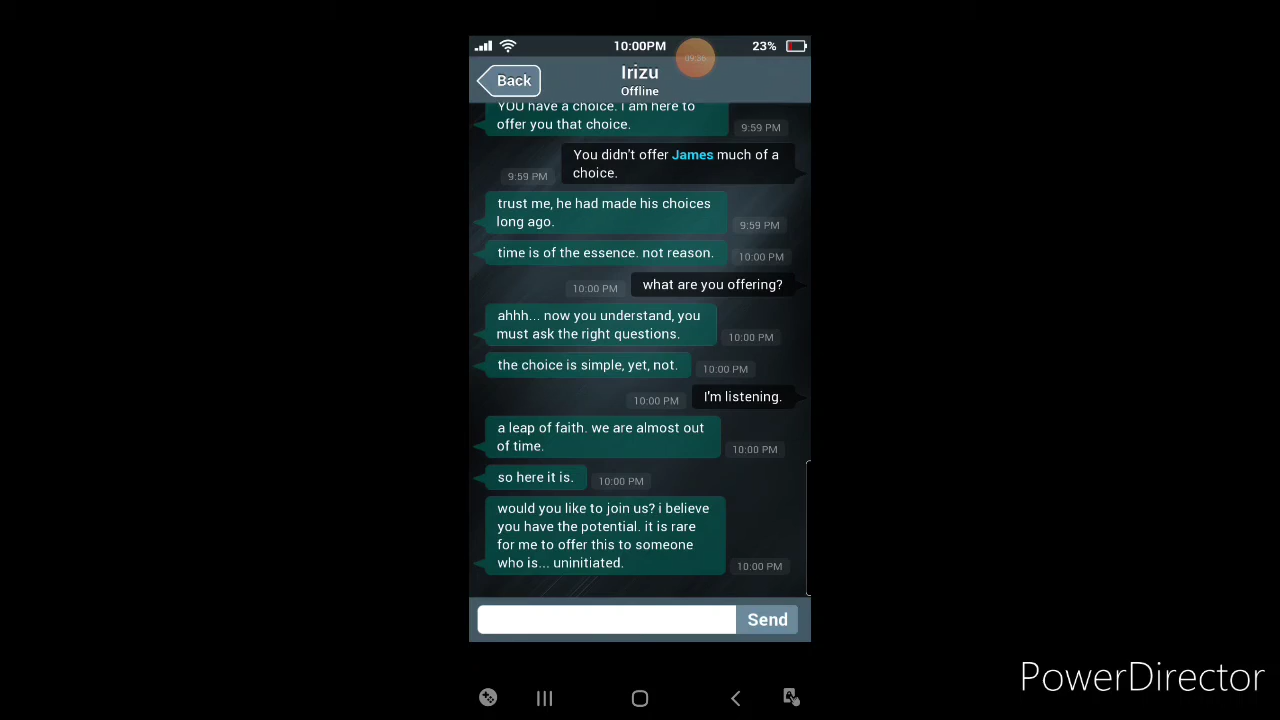 10:00PM
09:36
23%
Back
Irizu
Offline
YOU have a choice. I am here to
offer you that choice.
9:59 PM
You didn't offer James much of a
choice.
9:59 PM
trust me, he had made his choices
long ago.
9:59 PM
time is of the essence. not reason.
10:00 PM
what are you offering?
10:00 PM
ahhh... now you understand, you
must ask the right questions.
10:00 PM
the choice is simple, yet, not.
10:00 PM
I'm listening.
10:00 PM
a leap of faith. we are almost out
of time.
10:00 PM
so here it is.
10:00 PM
would you like to join us? i believe
you have the potential. it is rare
for me to offer this to someone
who is... uninitiated.
10:00 PM
Send
PowerDirector